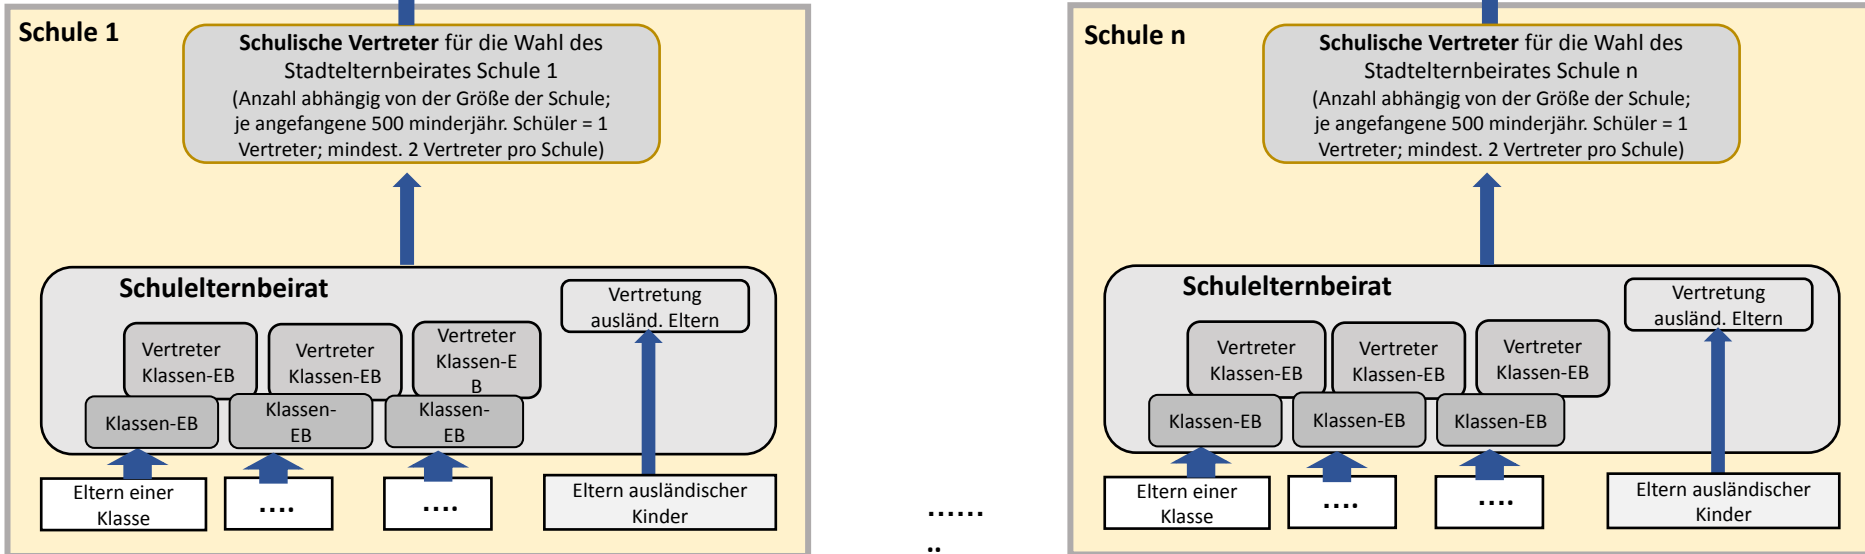 Schule 1
Schulische Vertreter für die Wahl des
Stadtelternbeirates Schule 1
(Anzahl abhängig von der Größe der Schule;
je angefangene 500 minderjähr. Schüler = 1
Vertreter; mindest. 2 Vertreter pro Schule)
Schulelternbeirat
Vertretung
ausländ. Eltern
Vertreter
Klassen-EB
Vertreter
Klassen-EB
Vertreter
Klassen-E
B
Klassen-EB
Klassen-
EB
Klassen-
EB
Eltern einer
Klasse
....
....
Eltern ausländischer
Kinder
......
..
Schule n
Schulische Vertreter für die Wahl des
Stadtelternbeirates Schule n
(Anzahl abhängig von der Größe der Schule;
je angefangene 500 minderjähr. Schüler = 1
Vertreter; mindest. 2 Vertreter pro Schule)
Schulelternbeirat
Vertretung
ausländ. Eltern
Vertreter
Klassen-EB
Vertreter
Klassen-EB
Vertreter
Klassen-EB
Klassen-EB
Klassen-EB
Klassen-EB
Eltern einer
Klasse
....
....
Eltern ausländischer
Kinder